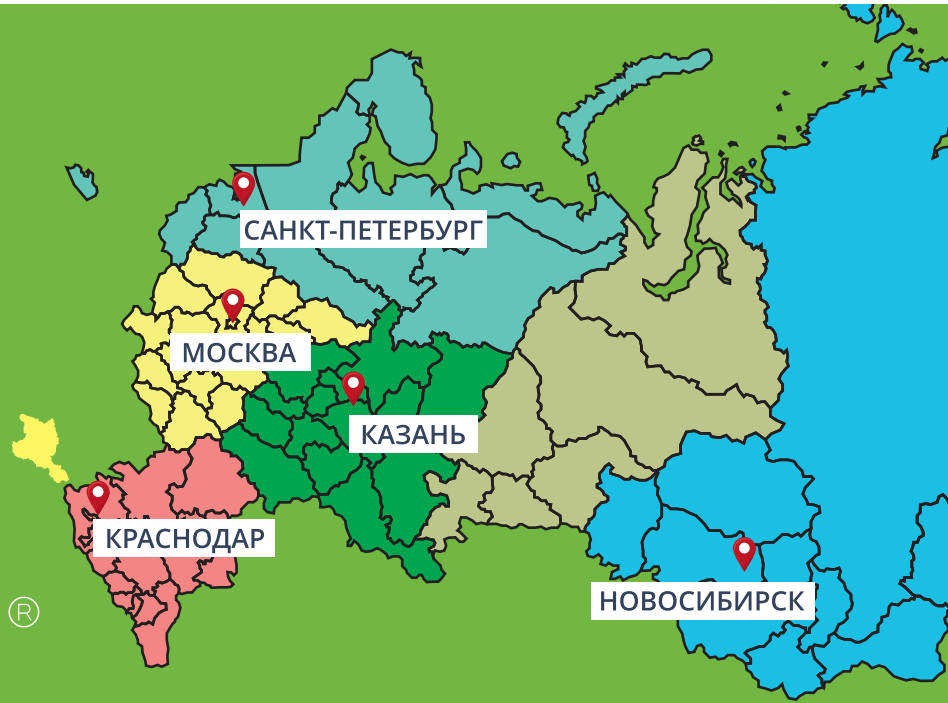 САНКТ-ПЕТЕРБУРГ
МОСКВА
КАЗАНЬ
КРАСНОДАР
НОВОСИБИРСК
®